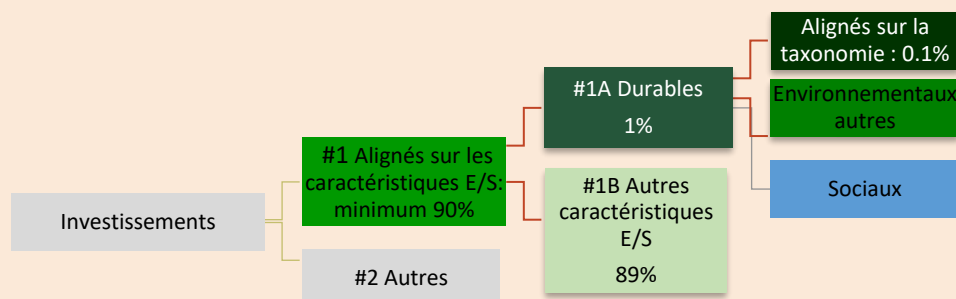 Investissements
#1 Alignés sur les
caractéristiques E/S:
minimum 90%
#2 Autres
#1A Durables
1%
#1B Autres
caractéristiques
E/S
89%
Alignés sur la
taxonomie : 0.1%
Environnementaux
autres
Sociaux